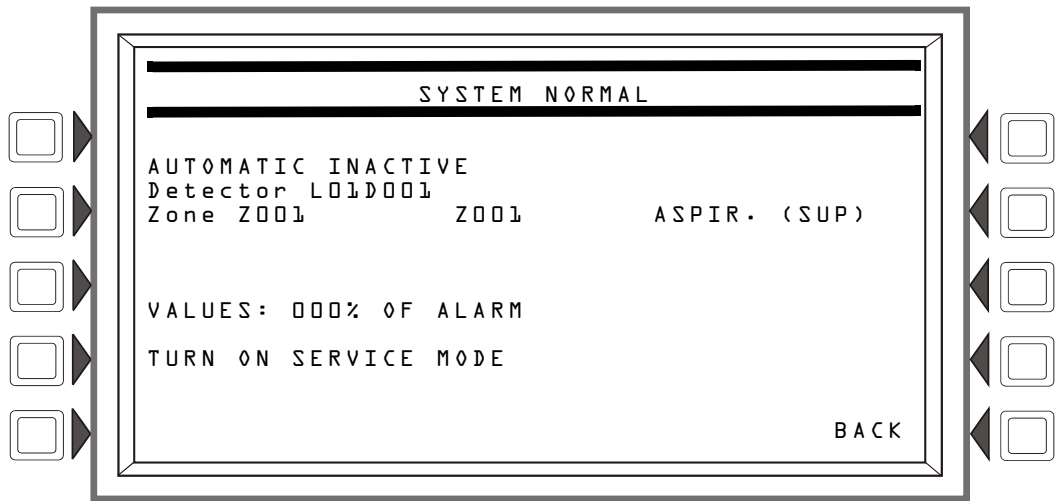 SYSTEM NORMAL
AUTOMATIC INACTIVE
Detector L01D001
Zone Z001 Z001 ASPIR. (SUP)
VALUES: 000% OF ALARM
TURN ON SERVICE MODE
BACK